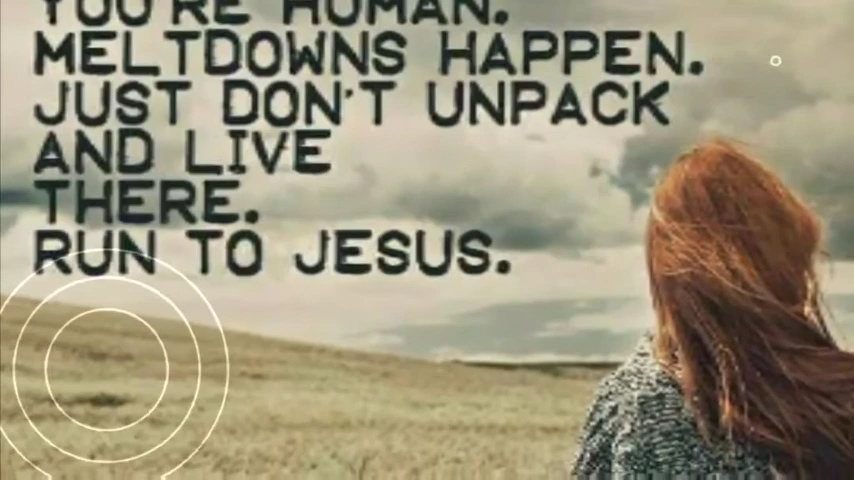 YOU'RE HUMAN.
MELTDOWNS HAPPEN.
JUST DON'T UNPACK
AND LIVE
THERE.
RUN TO JESUS.